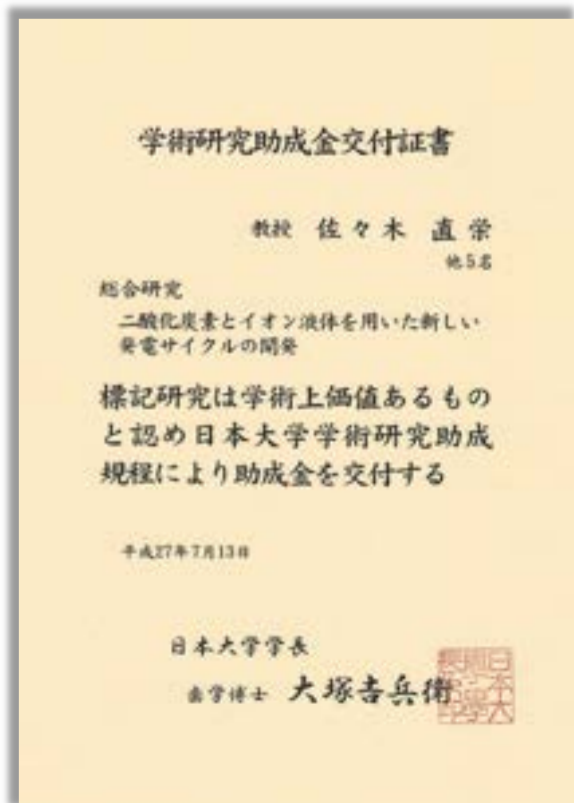 学術研究助成金交付証書
教授 佐々木 直栄
他5名
総合研究
二酸化炭素とイオン液体を用いた新しい
発電サイクルの開発
標記研究は学術上価値あるもの
と認め日本大学学術研究助成
規程により助成金を交付する
平成27年7月13日
日本大学学長
歯学博士 大塚吉兵衛